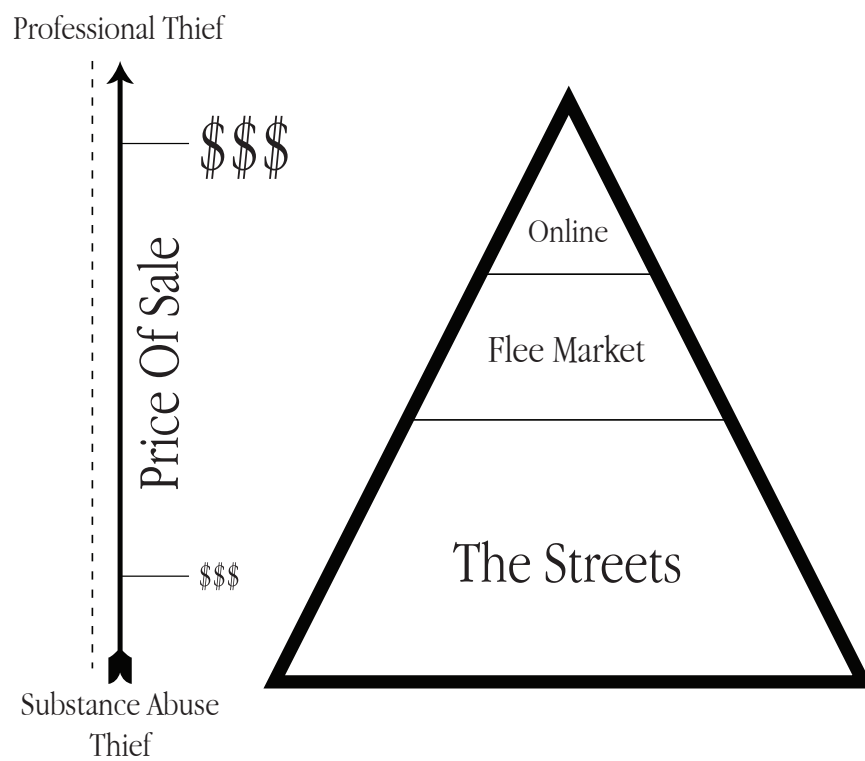 Professional Thief
$$$
Price Of Sale
$$$
Substance Abuse
Thief
Online
Flee Market
The Streets